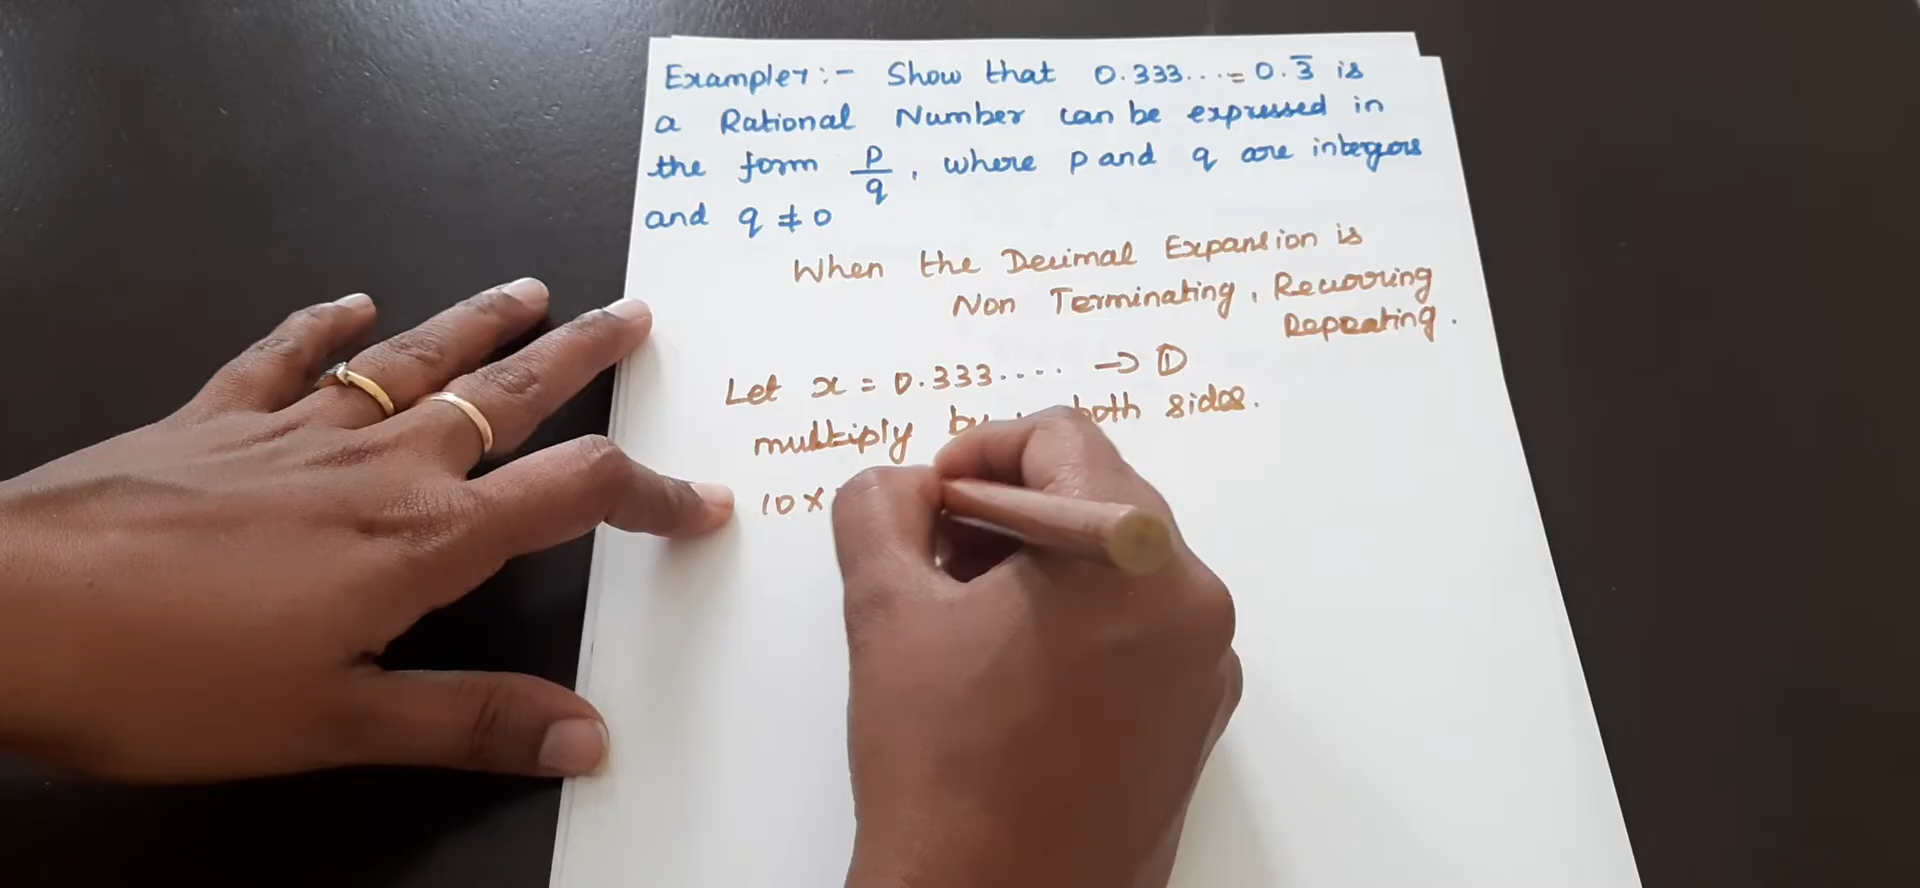 Example7:- Show that 0.333...=0.3̅ is
a Rational Number can be expressed in
the form p/q, where p and q are integers
and q ≠ 0
When the Decimal Expansion is
Non Terminating, Recurring
Repeating.
Let x = 0.333.... → ①
multiply by both sides.
10 ×